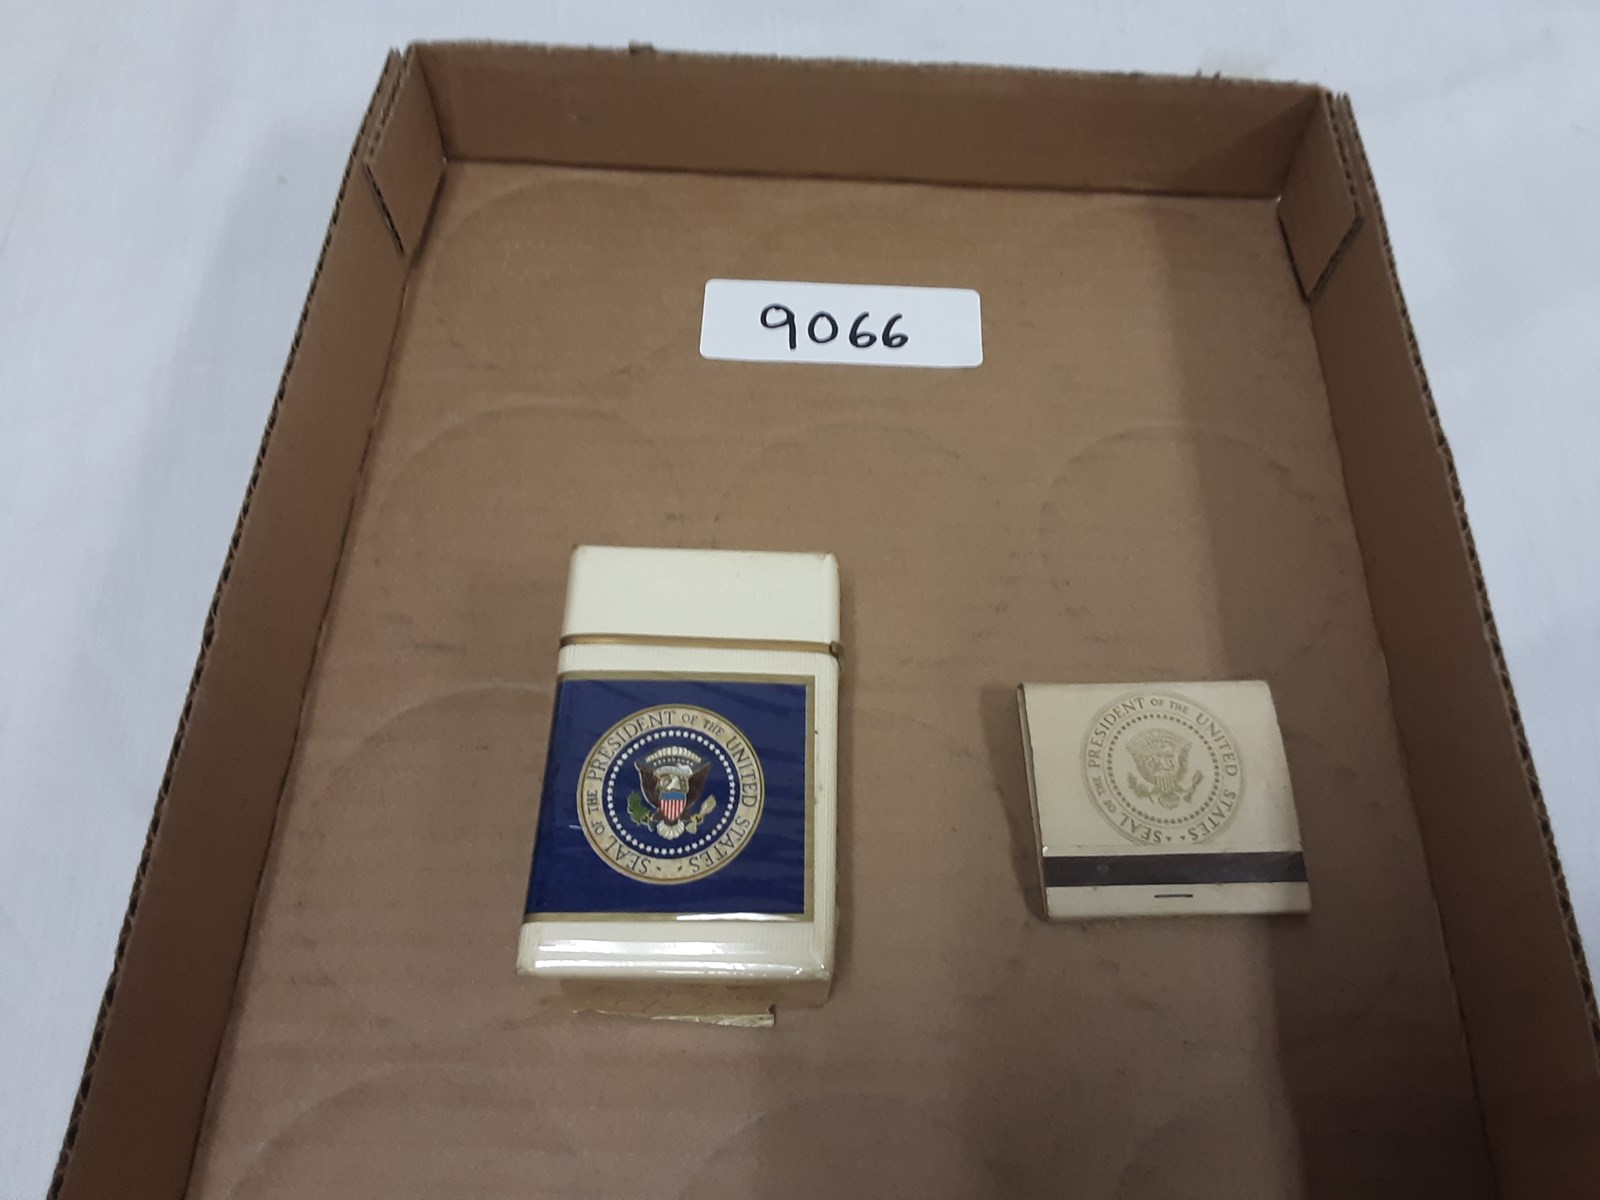 9066
SEAL OF THE PRESIDENT OF THE UNITED STATES
SEAL OF THE PRESIDENT OF THE UNITED STATES